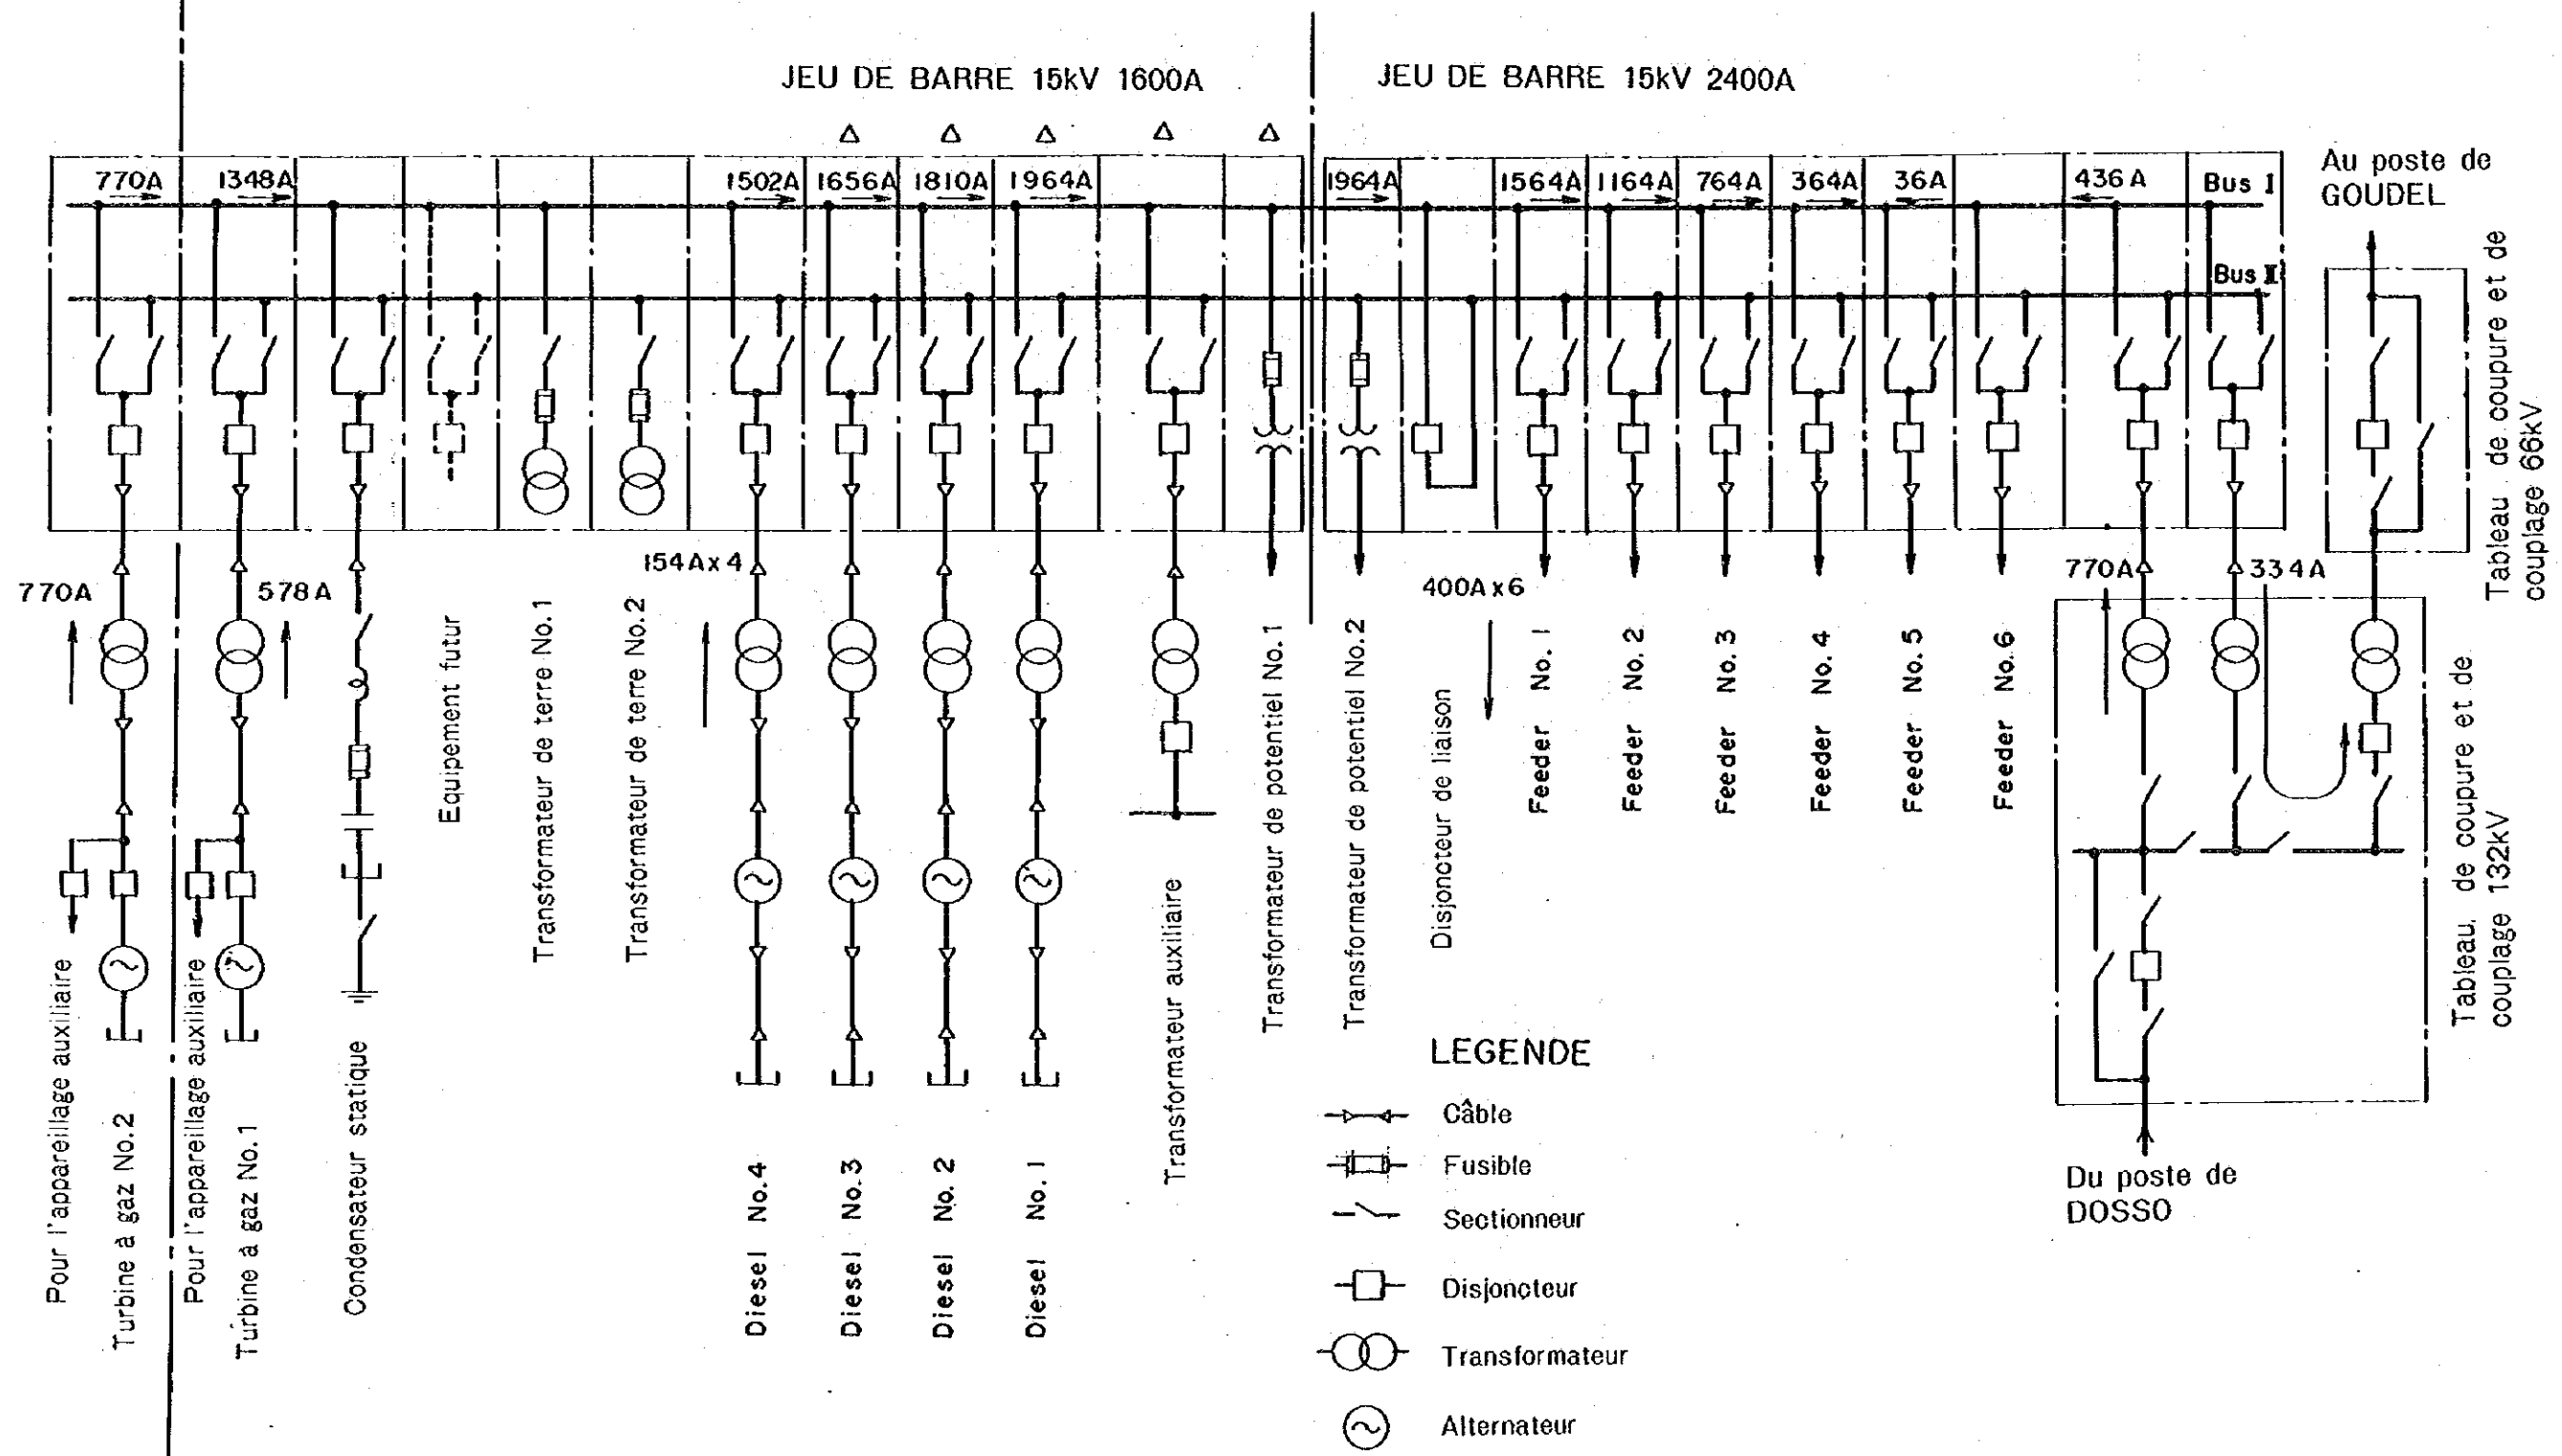 JEU DE BARRE 15kV 1600A
JEU DE BARRE 15kV 2400A
770A
1348A
1502A
1656A
1810A
1964A
1964A
1564A
1164A
764A
364A
36A
436A
Bus I
Bus II
Au poste de
GOUDEL
Tableau de coupure et de
couplage 66kV
770A
578A
154Ax4
400Ax6
770A
334A
Pour l'appareillage auxiliaire
Turbine à gaz No.2
Pour l'appareillage auxiliaire
Turbine à gaz No.1
Condensateur statique
Equipement futur
Transformateur de terre No.1
Transformateur de terre No.2
Diesel No.4
Diesel No.3
Diesel No.2
Diesel No.1
Transformateur auxiliaire
Transformateur de potentiel No.1
Transformateur de potentiel No.2
Disjoncteur de liaison
Feeder No.1
Feeder No.2
Feeder No.3
Feeder No.4
Feeder No.5
Feeder No.6
Tableau. de coupure et de
couplage 132kV
Du poste de
DOSSO
LEGENDE
Câble
Fusible
Sectionneur
Disjoncteur
Transformateur
Alternateur